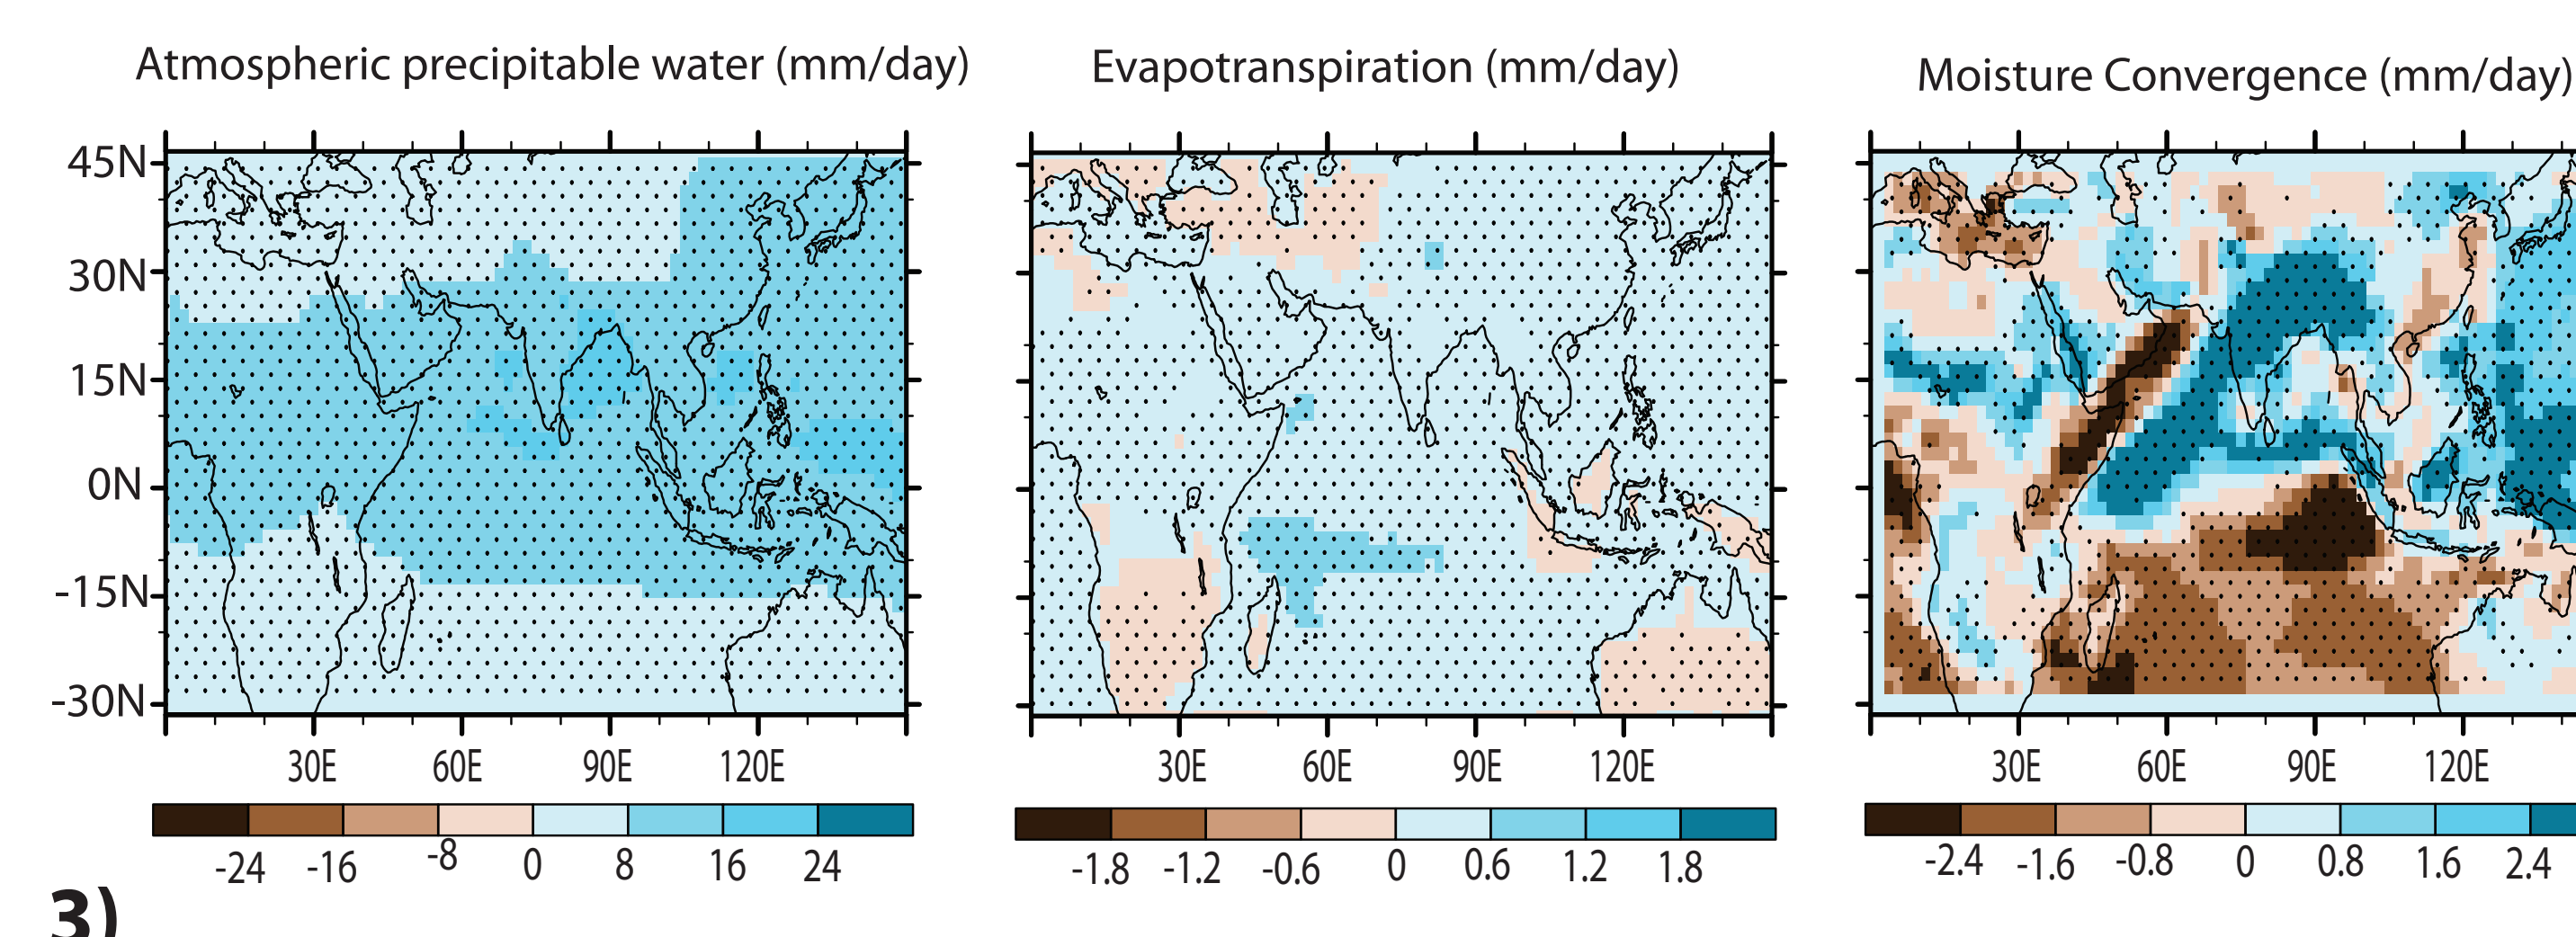 Atmospheric precipitable water (mm/day)
Evapotranspiration (mm/day)
Moisture Convergence (mm/day)
45N
30N
15N
0N
-15N
-30N
30E 60E 90E 120E
30E 60E 90E 120E
30E 60E 90E 120E
-24 -16 -8 0 8 16 24
-1.8 -1.2 -0.6 0 0.6 1.2 1.8
-2.4 -1.6 -0.8 0 0.8 1.6 2.4
3)